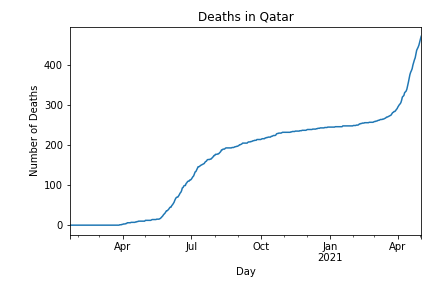 Deaths in Qatar
Number of Deaths
400
300
200
100
0
Apr
Jul
Oct
Jan
2021
Apr
Day